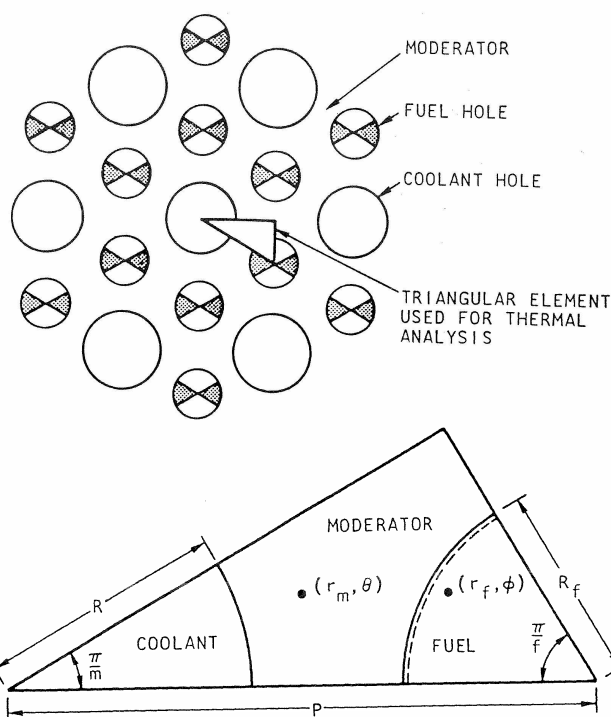 MODERATOR
FUEL HOLE
COOLANT HOLE
TRIANGULAR ELEMENT
USED FOR THERMAL
ANALYSIS
MODERATOR
R
(r_m,θ)
(r_f,ϕ)
R_f
π/m
COOLANT
FUEL
π/f
P